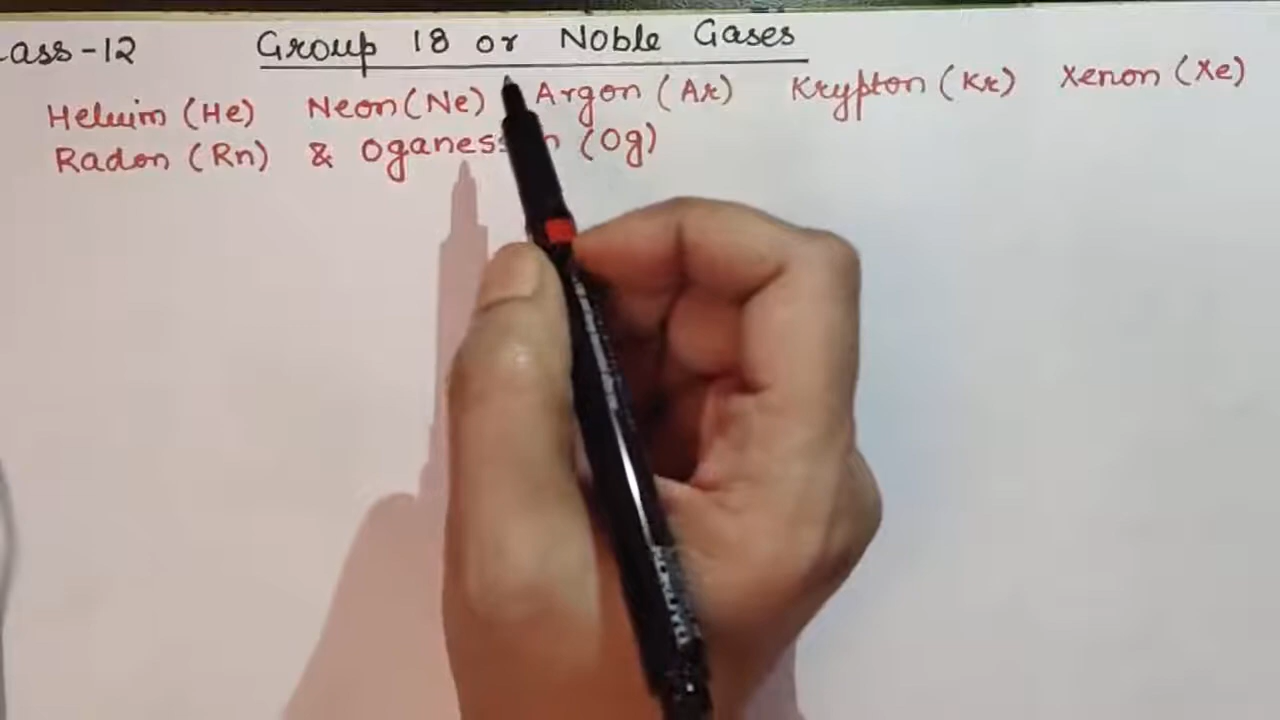 ass-12 Group 18 or Noble Gases
Heluim (He) Neon (Ne) Argon (Ar) Krypton (Kr) Xenon (Xe)
Radon (Rn) & (Og)